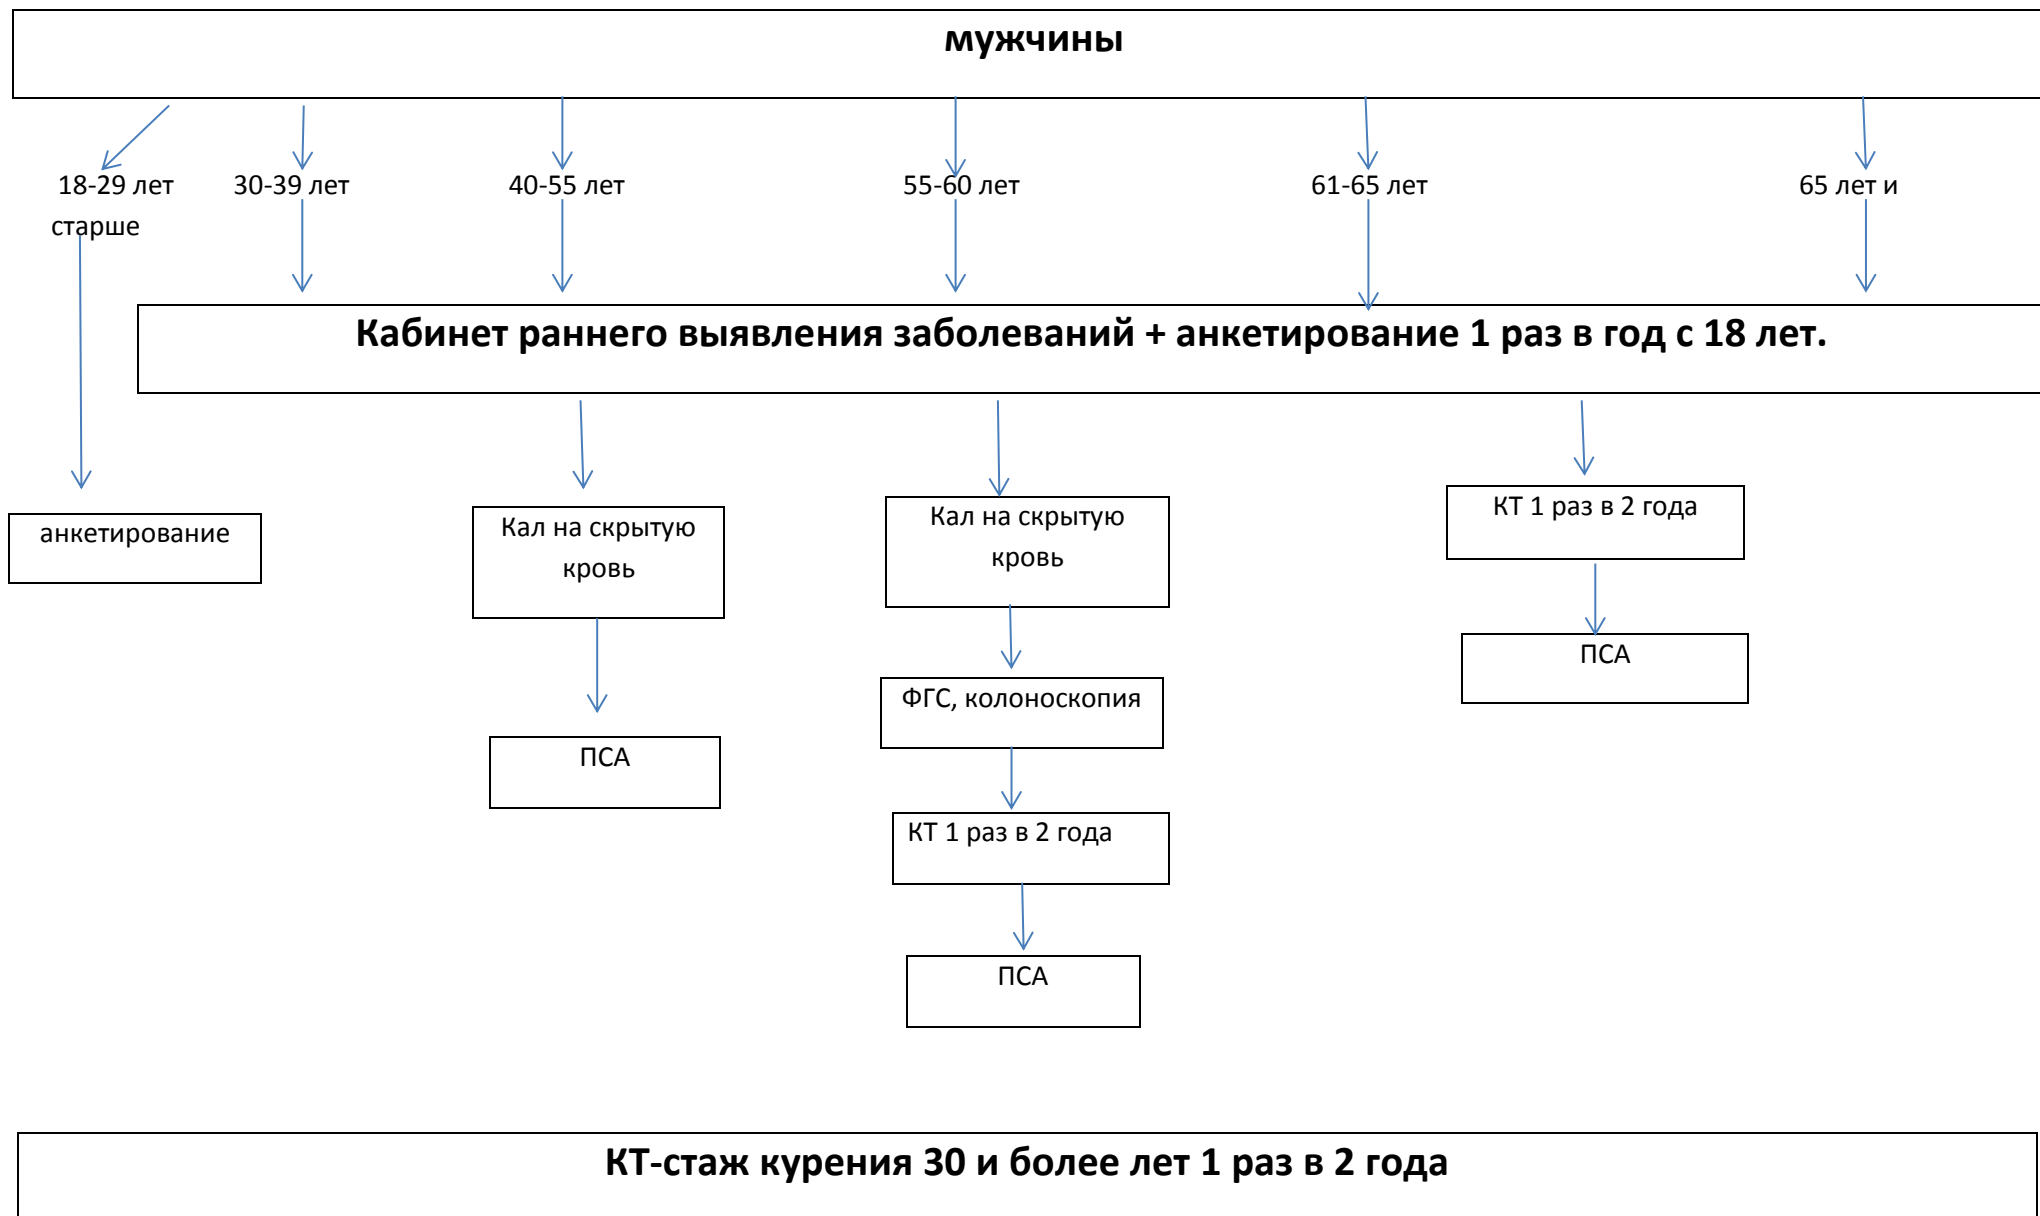 мужчины
18-29 лет 30-39 лет 40-55 лет 55-60 лет 61-65 лет 65 лет и
старше
Кабинет раннего выявления заболеваний + анкетирование 1 раз в год с 18 лет.
анкетирование
Кал на скрытую
кровь
ПСА
Кал на скрытую
кровь
ФГС, колоноскопия
КТ 1 раз в 2 года
ПСА
КТ 1 раз в 2 года
ПСА
КТ-стаж курения 30 и более лет 1 раз в 2 года